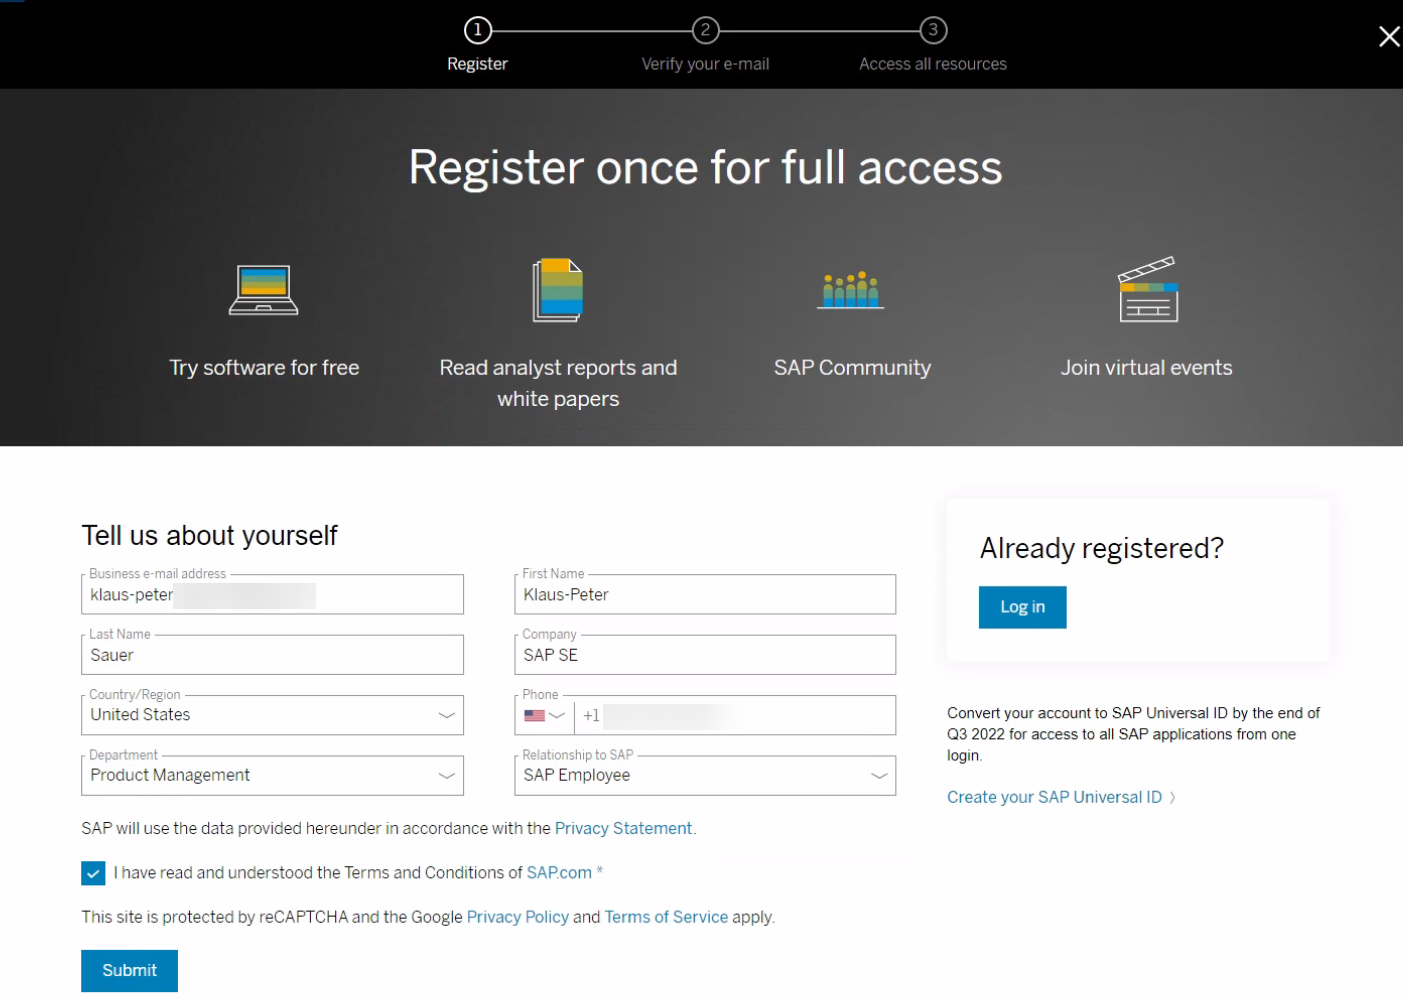 1 2 3
Register Verify your e-mail Access all resources
Register once for full access
Try software for free
Read analyst reports and
white papers
SAP Community
Join virtual events
Tell us about yourself
Business e-mail address
klaus-peter
First Name
Klaus-Peter
Last Name
Sauer
Company
SAP SE
Country/Region
United States
Phone
+1
Department
Product Management
Relationship to SAP
SAP Employee
SAP will use the data provided hereunder in accordance with the Privacy Statement.
I have read and understood the Terms and Conditions of SAP.com *
This site is protected by reCAPTCHA and the Google Privacy Policy and Terms of Service apply.
Submit
Already registered?
Log in
Convert your account to SAP Universal ID by the end of
Q3 2022 for access to all SAP applications from one
login.
Create your SAP Universal ID